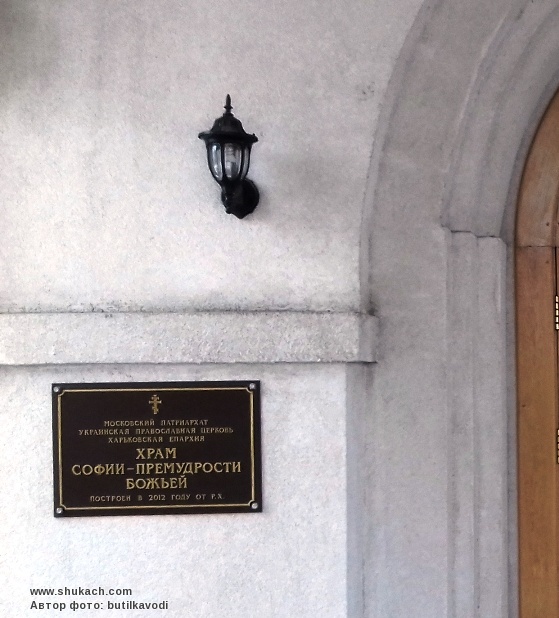 МОСКОВСКИЙ ПАТРИАРХАТ
УКРАИНСКАЯ ПРАВОСЛАВНАЯ ЦЕРКОВЬ
ХАРЬКОВСКАЯ ЕПАРХИЯ
ХРАМ
СОФИИ-ПРЕМУДРОСТИ
БОЖЬЕЙ
ПОСТРОЕН В 2012 ГОДУ ОТ Р.Х.
www.shukach.com
Автор фото: butilkavodi